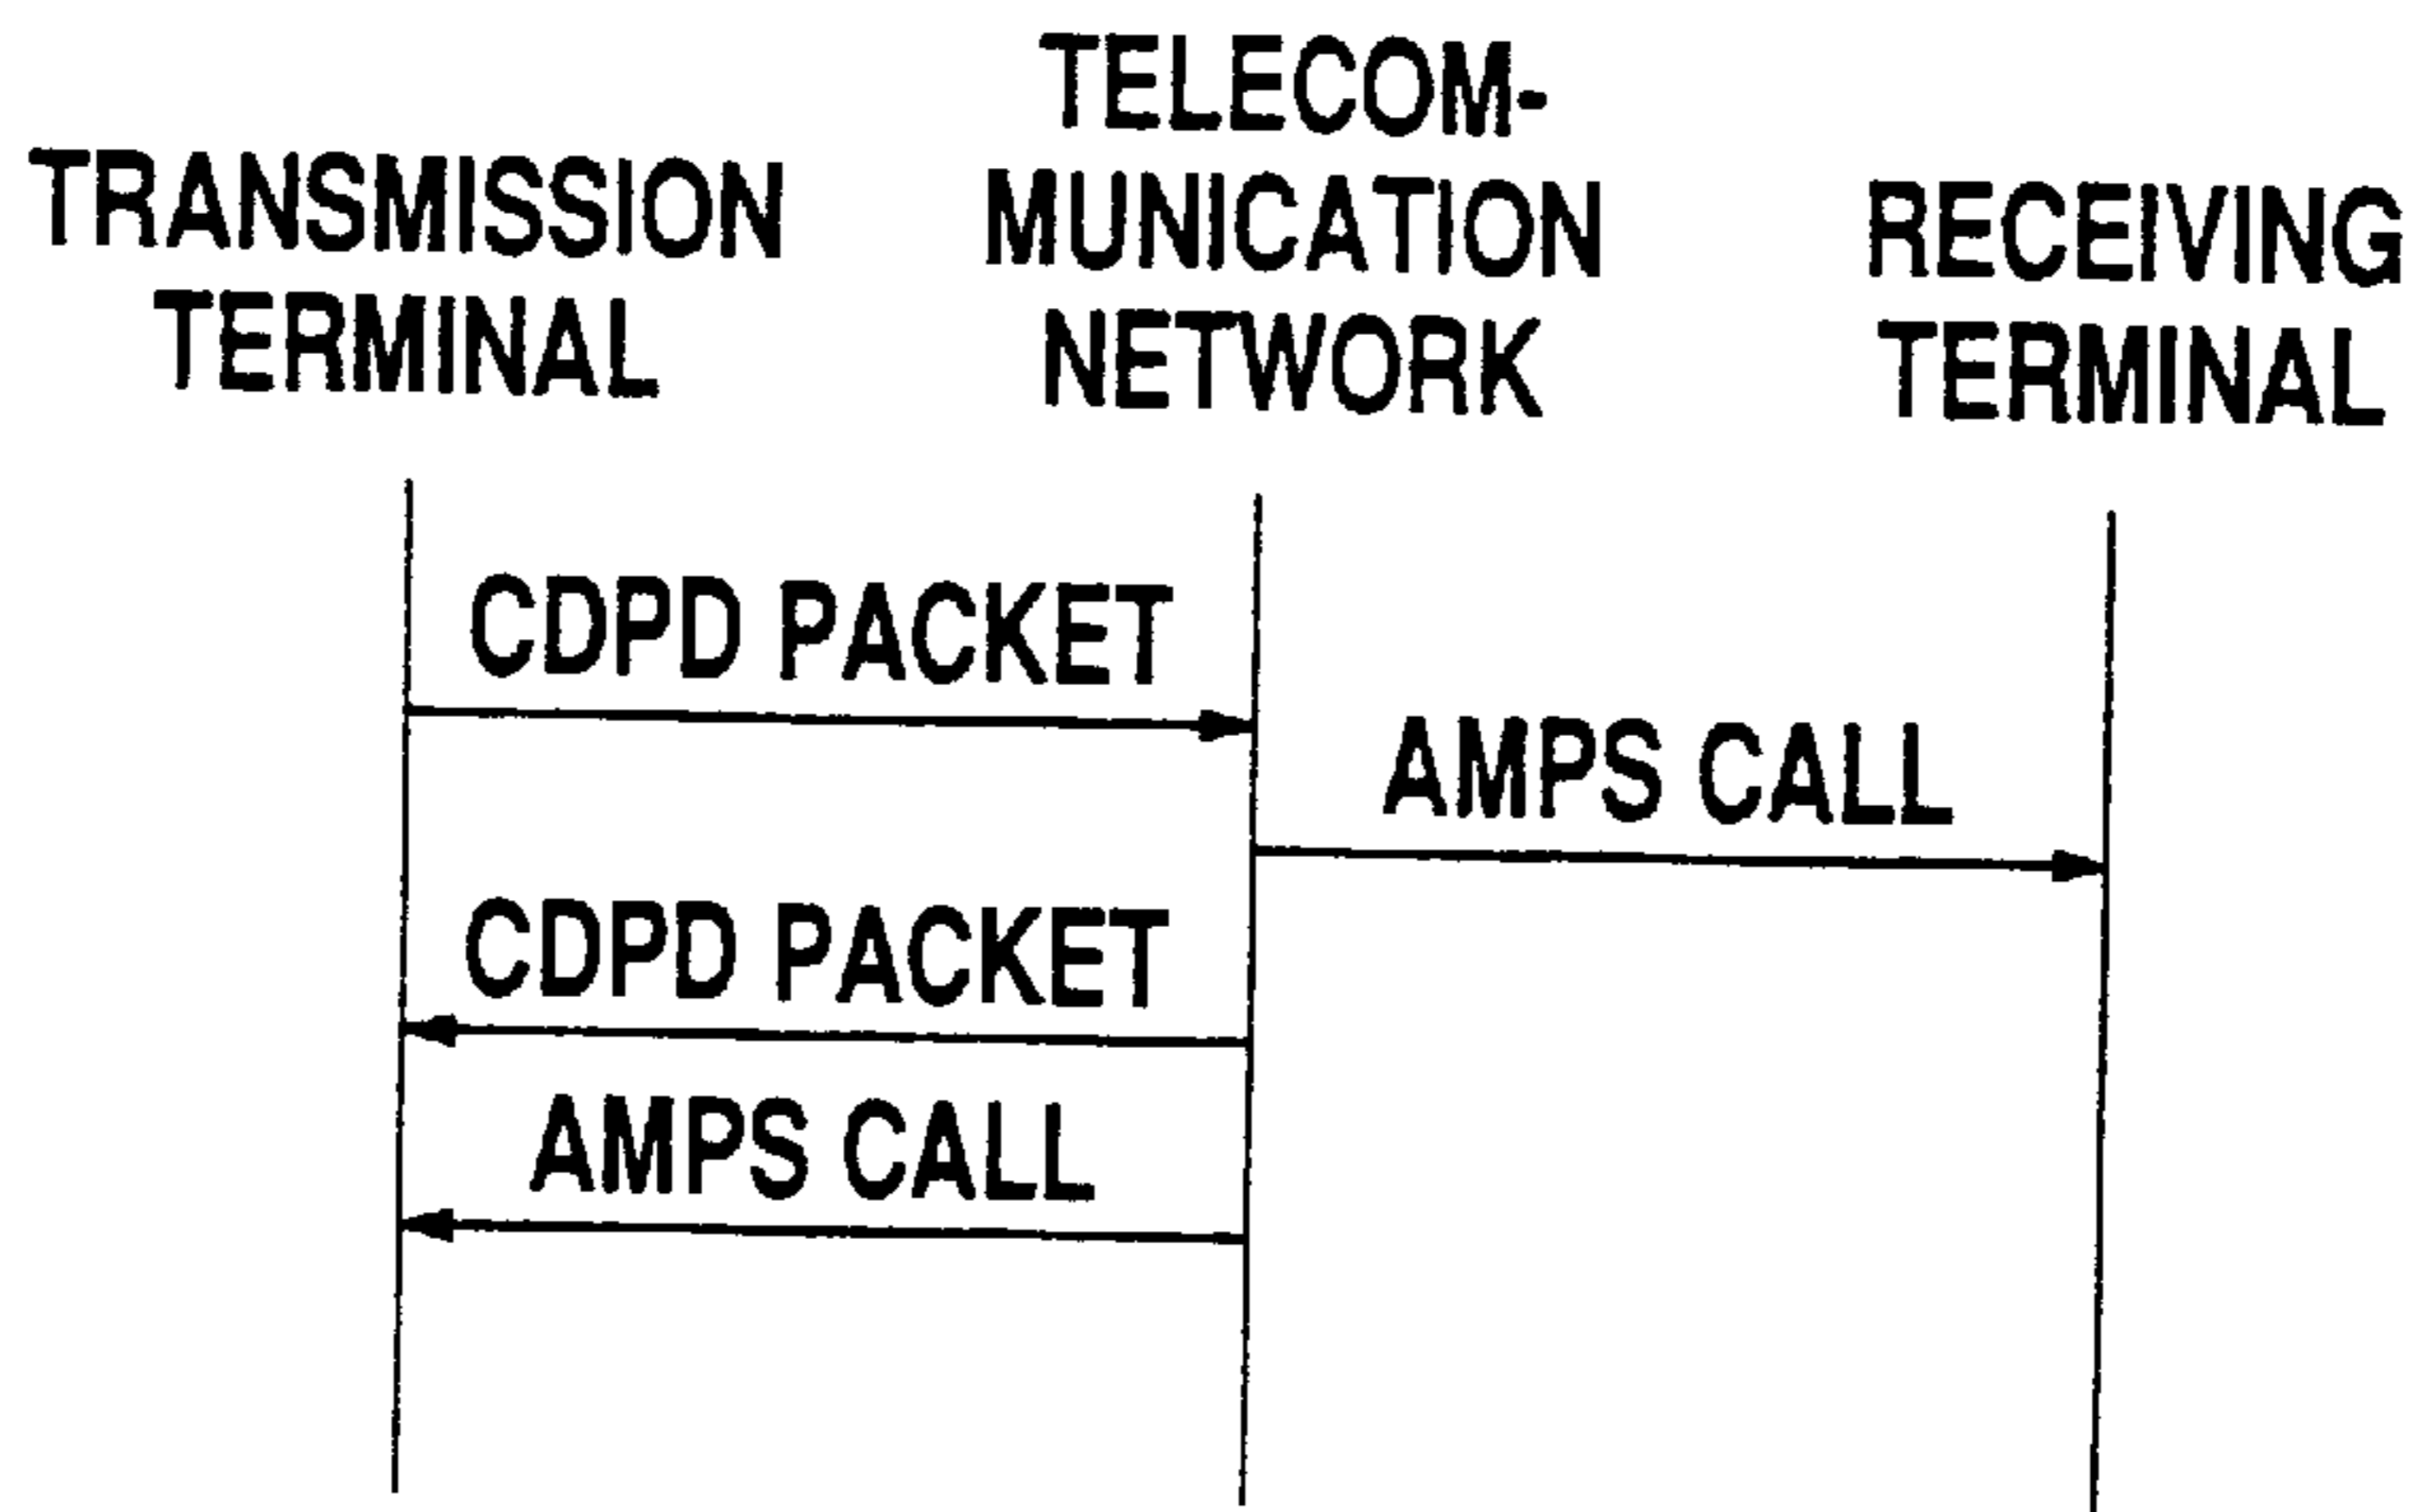 TRANSMISSION
TERMINAL
TELECOM-
MUNICATION
NETWORK
RECEIVING
TERMINAL
CDPD PACKET
AMPS CALL
CDPD PACKET
AMPS CALL